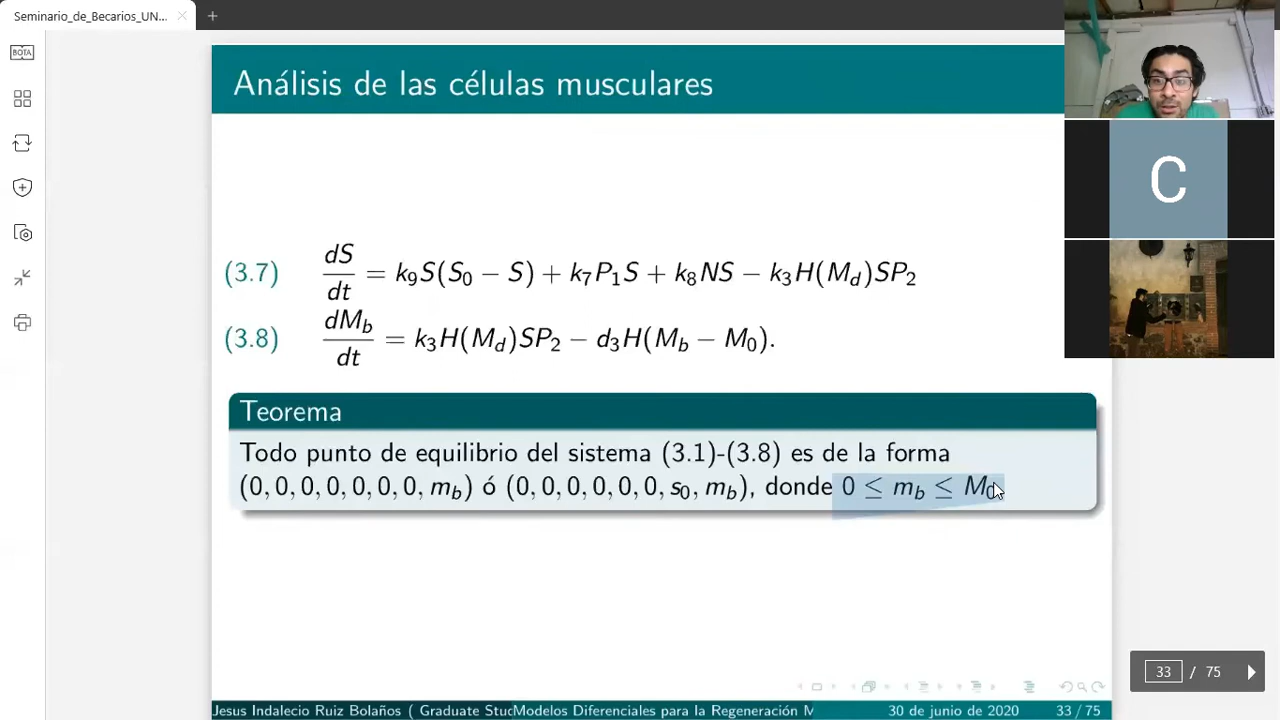 Seminario_de_Becarios_UN...
BOTA
Análisis de las células musculares
(3.7) dS/dt = k₉S(S₀ − S) + k₇P₁S + k₈NS − k₃H(M_d)SP₂
(3.8) dM_b/dt = k₃H(M_d)SP₂ − d₃H(M_b − M₀).
Teorema
Todo punto de equilibrio del sistema (3.1)-(3.8) es de la forma
(0, 0, 0, 0, 0, 0, 0, m_b) ó (0, 0, 0, 0, 0, 0, s₀, m_b), donde 0 ≤ m_b ≤ M₀
C
33 / 75
Jesus Indalecio Ruiz Bolaños ( Graduate Stud
Modelos Diferenciales para la Regeneración M
30 de junio de 2020
33 / 75